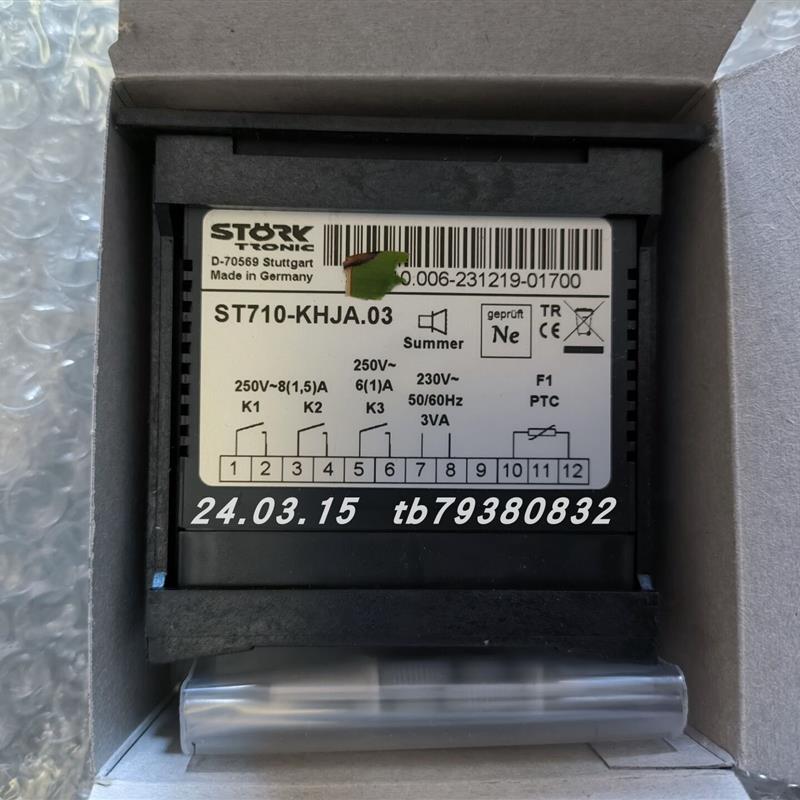 STÖRK
TRONIC
D-70569 Stuttgart
Made in Germany
0.006-231219-01700
ST710-KHJA.03
Summer
geprüft
Ne
TR
CE
250V~8(1,5)A
K1 K2
250V~
6(1)A
K3
230V~
50/60Hz
3VA
F1
PTC
1 2 3 4 5 6 7 8 9 10 11 12
24.03.15 tb79380832